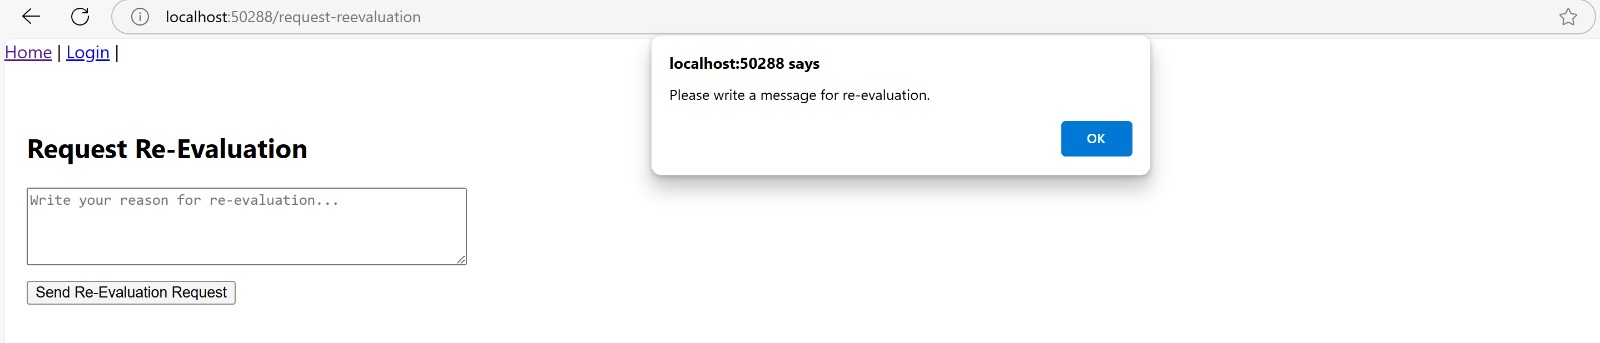 localhost:50288/request-reevaluation
Home | Login |
localhost:50288 says
Please write a message for re-evaluation.
OK
Request Re-Evaluation
Write your reason for re-evaluation...
Send Re-Evaluation Request